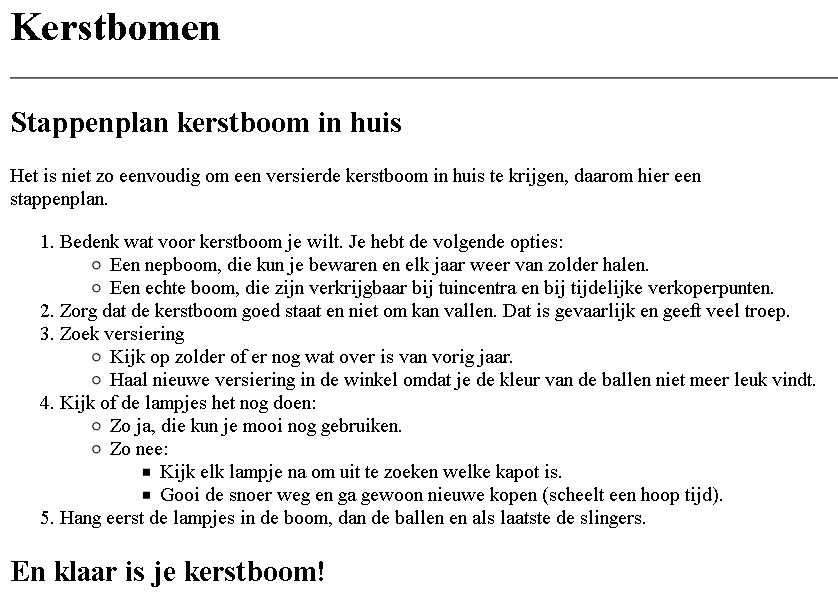 Kerstbomen
Stappenplan kerstboom in huis
Het is niet zo eenvoudig om een versierde kerstboom in huis te krijgen, daarom hier een
stappenplan.
1. Bedenk wat voor kerstboom je wilt. Je hebt de volgende opties:
○ Een nepboom, die kun je bewaren en elk jaar weer van zolder halen.
○ Een echte boom, die zijn verkrijgbaar bij tuincentra en bij tijdelijke verkoperpunten.
2. Zorg dat de kerstboom goed staat en niet om kan vallen. Dat is gevaarlijk en geeft veel troep.
3. Zoek versiering
○ Kijk op zolder of er nog wat over is van vorig jaar.
○ Haal nieuwe versiering in de winkel omdat je de kleur van de ballen niet meer leuk vindt.
4. Kijk of de lampjes het nog doen:
○ Zo ja, die kun je mooi nog gebruiken.
○ Zo nee:
■ Kijk elk lampje na om uit te zoeken welke kapot is.
■ Gooi de snoer weg en ga gewoon nieuwe kopen (scheelt een hoop tijd).
5. Hang eerst de lampjes in de boom, dan de ballen en als laatste de slingers.
En klaar is je kerstboom!